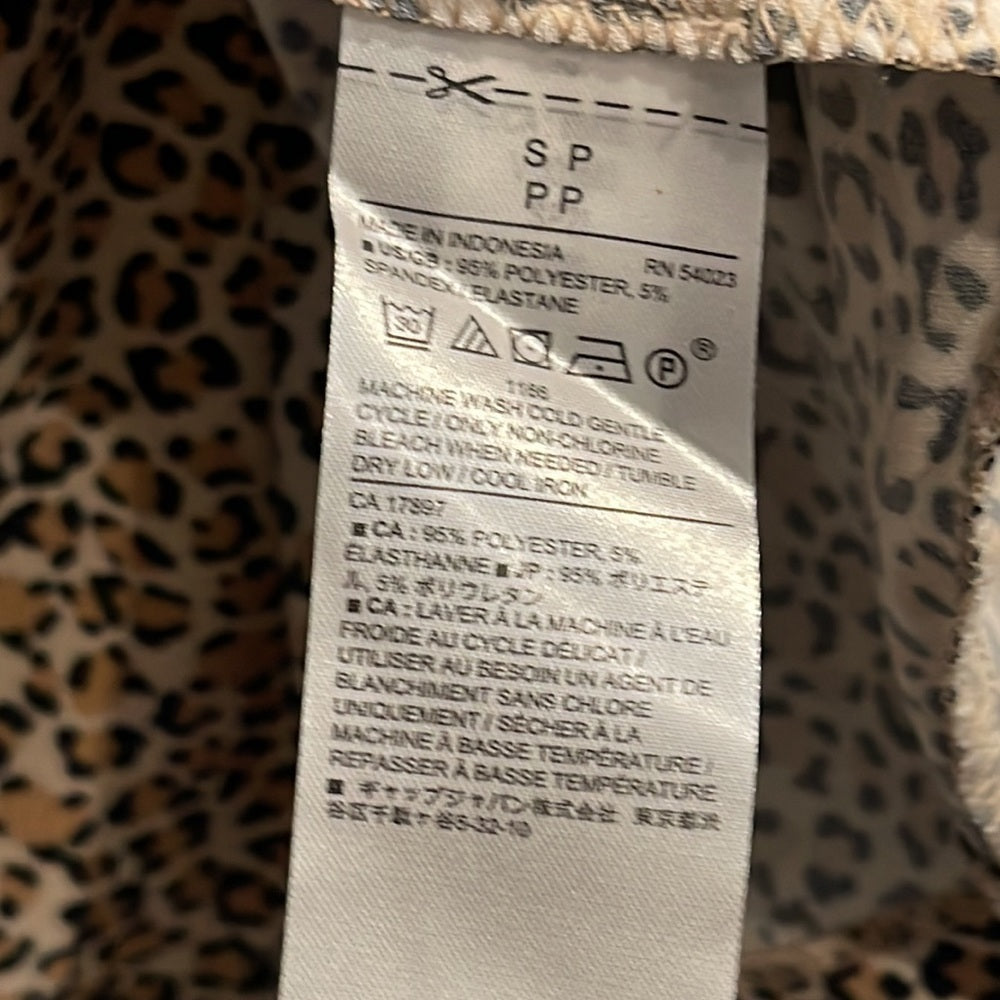 S P
P P
MADE IN INDONESIA RN 54023
■ US/GB : 95% POLYESTER, 5%
SPANDEX / ELASTANE
30
P ®
1166
MACHINE WASH COLD GENTLE
CYCLE / ONLY NON-CHLORINE
BLEACH WHEN NEEDED / TUMBLE
DRY LOW / COOL IRON
CA 17897
■ CA : 95% POLYESTER, 5%
ÉLASTHANNE ■ JP : 95% ポリエステ
ル, 5% ポリウレタン
■ CA : LAVER À LA MACHINE À L'EAU
FROIDE AU CYCLE DÉLICAT /
UTILISER AU BESOIN UN AGENT DE
BLANCHIMENT SANS CHLORE
UNIQUEMENT / SÉCHER À LA
MACHINE À BASSE TEMPÉRATURE /
REPASSER À BASSE TEMPÉRATURE
■ ギャップジャパン株式会社 東京都渋
谷区千駄ヶ谷5-32-10